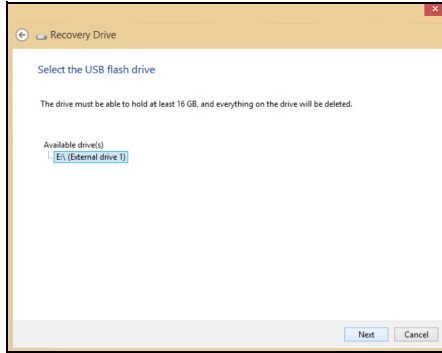 Recovery Drive
Select the USB flash drive
The drive must be able to hold at least 16 GB, and everything on the drive will be deleted.
Available drive(s)
E:\ (External drive 1)
Next Cancel